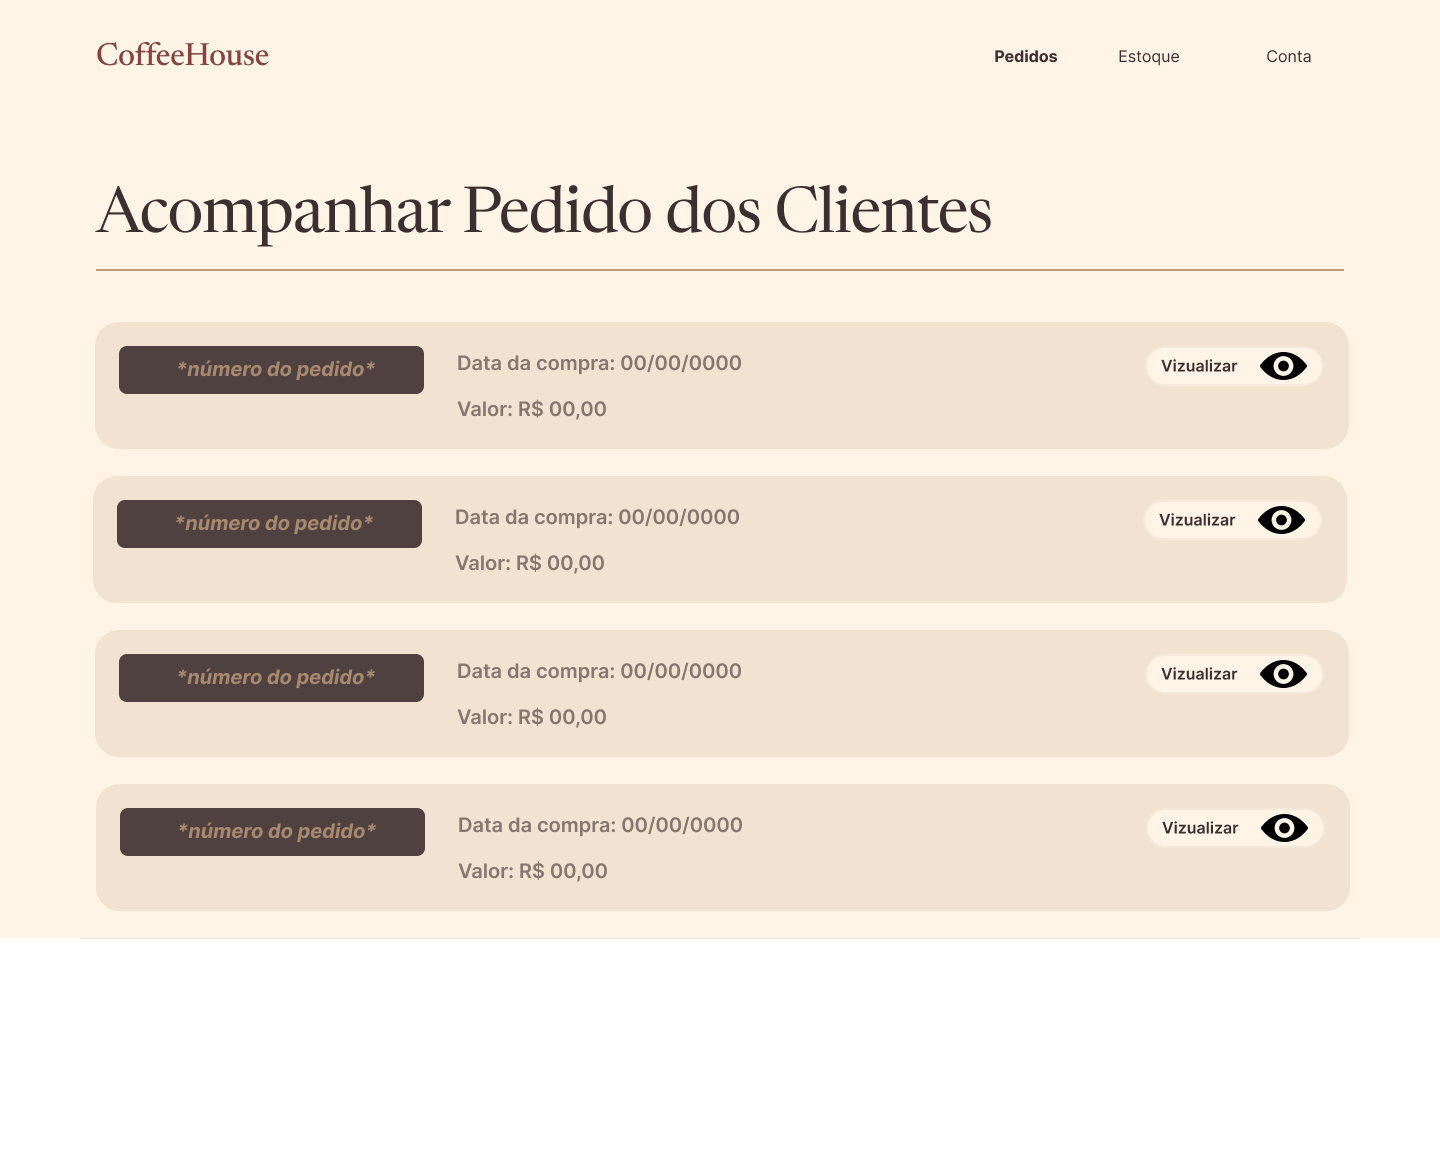 CoffeeHouse
Pedidos Estoque Conta
Acompanhar Pedido dos Clientes
*número do pedido*
Data da compra: 00/00/0000
Valor: R$ 00,00
Vizualizar
*número do pedido*
Data da compra: 00/00/0000
Valor: R$ 00,00
Vizualizar
*número do pedido*
Data da compra: 00/00/0000
Valor: R$ 00,00
Vizualizar
*número do pedido*
Data da compra: 00/00/0000
Valor: R$ 00,00
Vizualizar